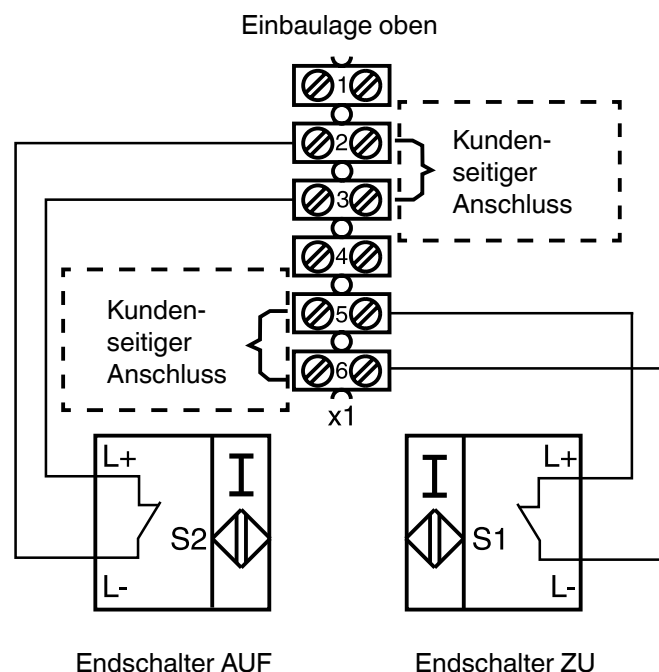 Einbaulage oben
1
2
3
4
5
6
x1
Kunden-
seitiger
Anschluss
Kunden-
seitiger
Anschluss
L+
S2
L-
L+
S1
L-
Endschalter AUF
Endschalter ZU